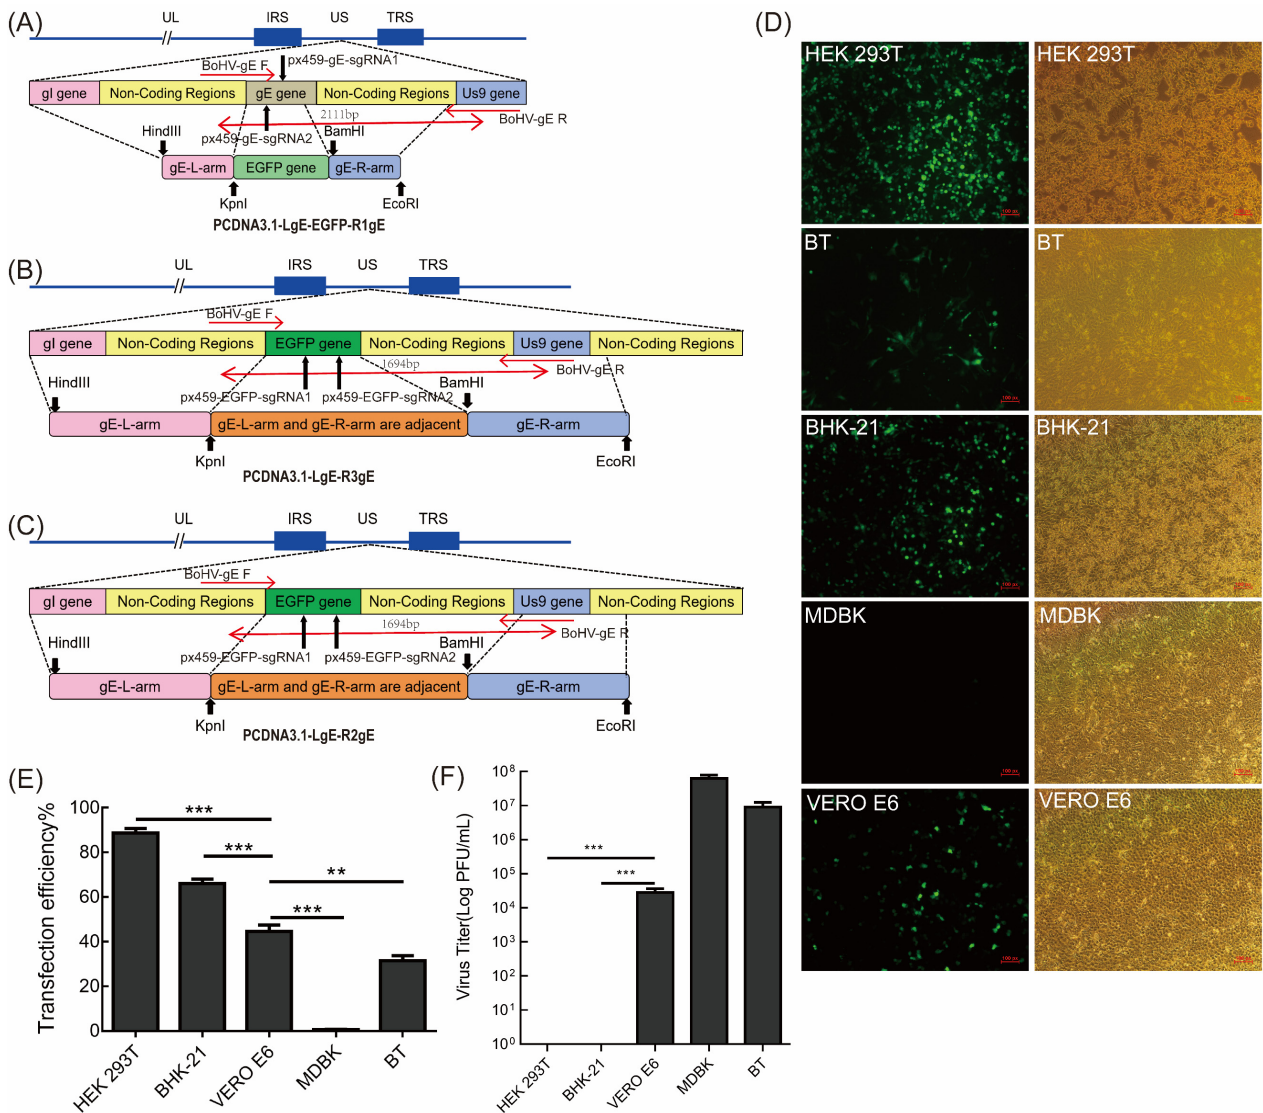 (A)
UL
IRS
US
TRS
BoHV-gE F
px459-gE-sgRNA1
gI gene
Non-Coding Regions
gE gene
Non-Coding Regions
Us9 gene
2111bp
BoHV-gE R
HindIII
px459-gE-sgRNA2
BamHI
gE-L-arm
EGFP gene
gE-R-arm
KpnI
EcoRI
PCDNA3.1-LgE-EGFP-R1gE
(B)
UL
IRS
US
TRS
BoHV-gE F
gI gene
Non-Coding Regions
EGFP gene
Non-Coding Regions
Us9 gene
Non-Coding Regions
1694bp
BoHV-gE R
HindIII
px459-EGFP-sgRNA1
px459-EGFP-sgRNA2
BamHI
gE-L-arm
gE-L-arm and gE-R-arm are adjacent
gE-R-arm
KpnI
EcoRI
PCDNA3.1-LgE-R3gE
(C)
UL
IRS
US
TRS
BoHV-gE F
gI gene
Non-Coding Regions
EGFP gene
Non-Coding Regions
Us9 gene
Non-Coding Regions
1694bp
BoHV-gE R
HindIII
px459-EGFP-sgRNA1
px459-EGFP-sgRNA2
BamHI
gE-L-arm
gE-L-arm and gE-R-arm are adjacent
gE-R-arm
KpnI
EcoRI
PCDNA3.1-LgE-R2gE
(D)
HEK 293T
HEK 293T
BT
BT
BHK-21
BHK-21
MDBK
MDBK
VERO E6
VERO E6
(E)
Transfection efficiency%
100
80
60
40
20
0
***
***
**
***
HEK 293T
BHK-21
VERO E6
MDBK
BT
(F)
Virus Titer(Log PFU/mL)
10⁸
10⁷
10⁶
10⁵
10⁴
10³
10²
10¹
10⁰
***
***
HEK 293T
BHK-21
VERO E6
MDBK
BT